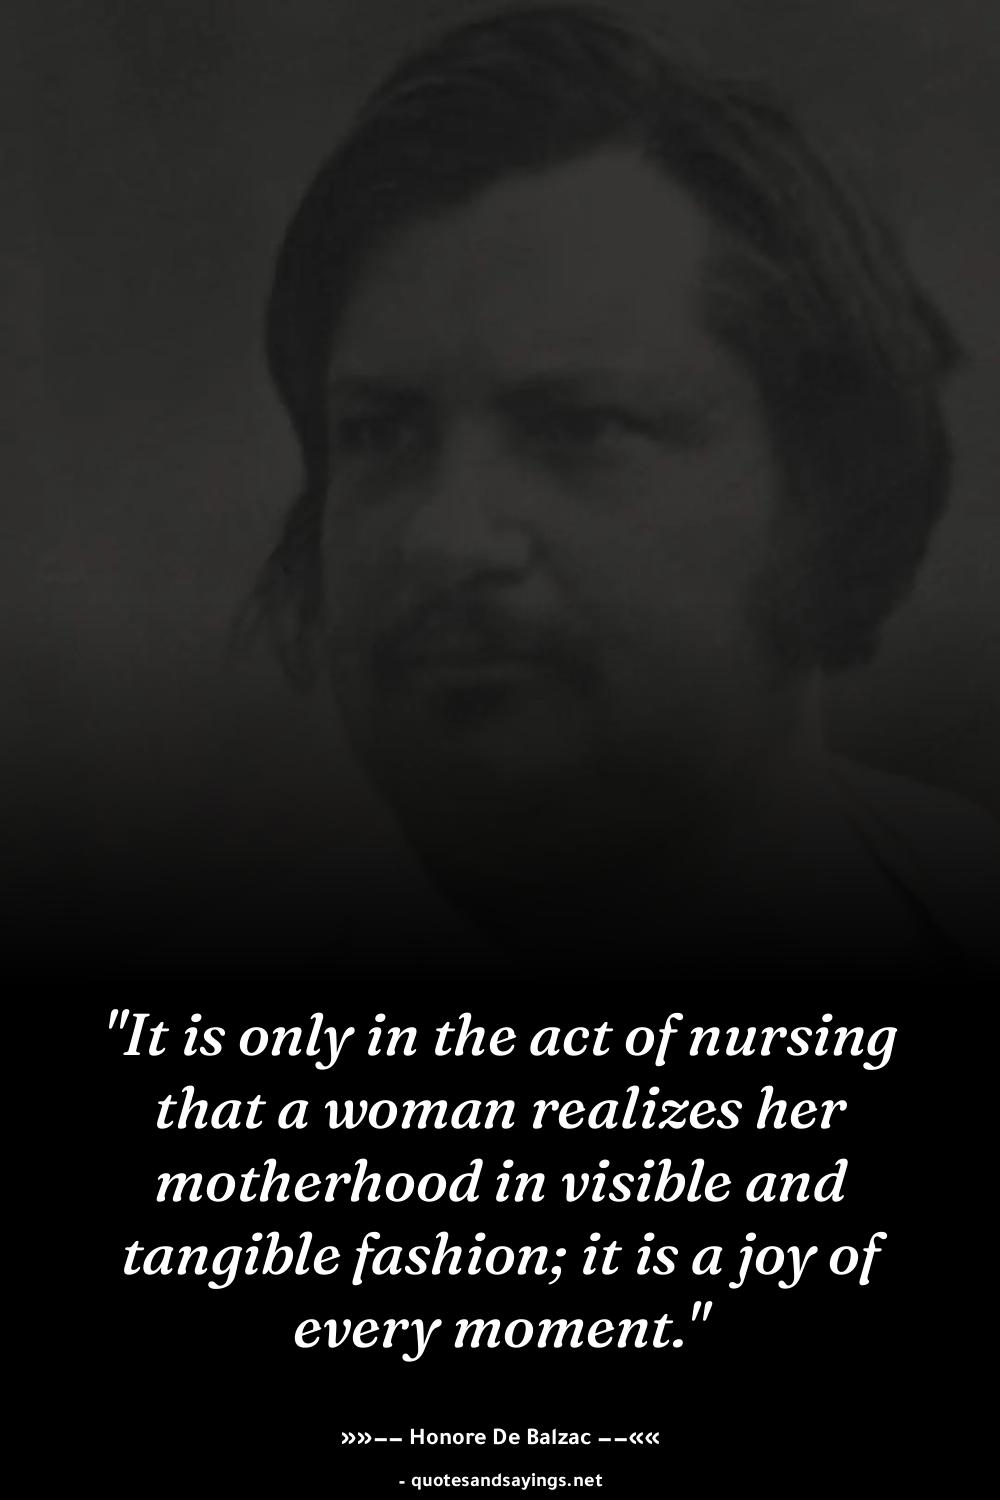 "It is only in the act of nursing
that a woman realizes her
motherhood in visible and
tangible fashion; it is a joy of
every moment."
»»–– Honore De Balzac ––««
- quotesandsayings.net